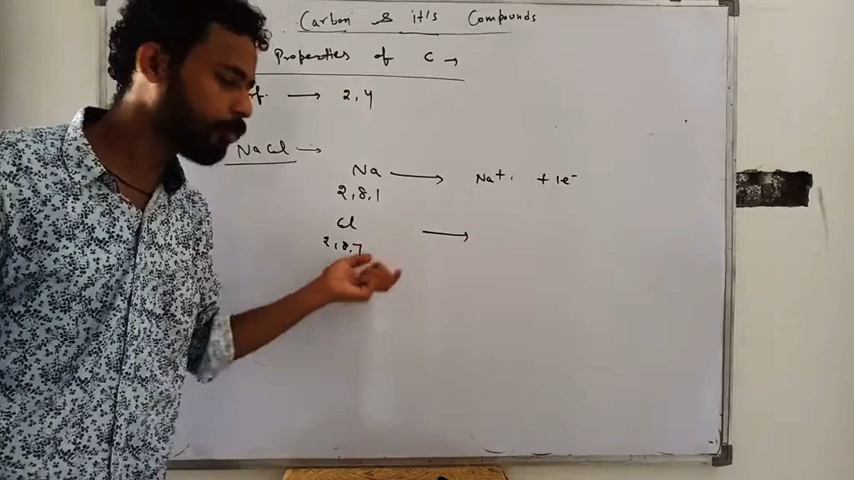 Carbon & it's Compounds
Properties of C →
→ 2,4
NaCl →
Na → Na+ + 1e-
2,8,1
Cl →
2,8,7